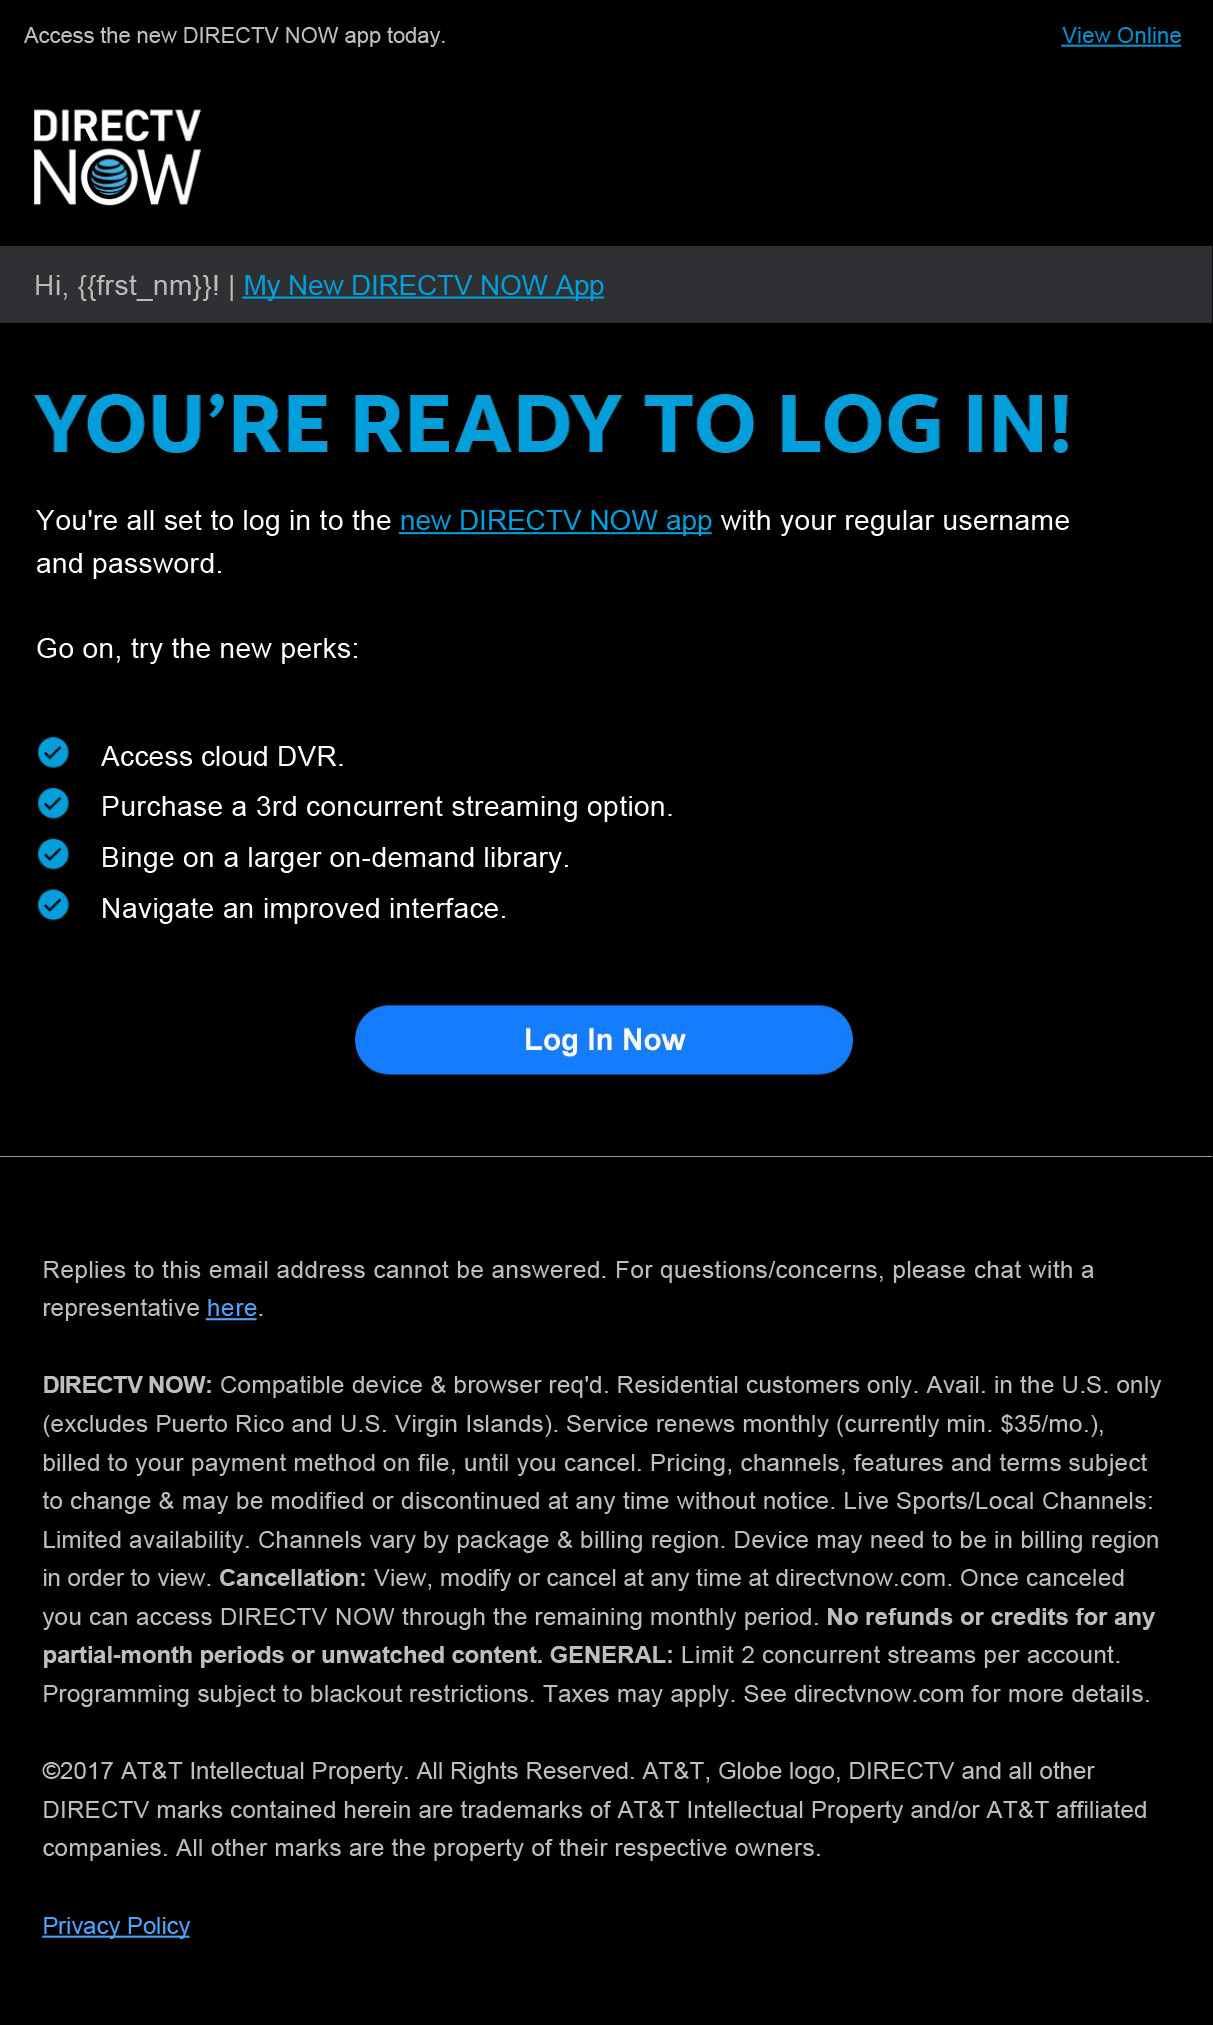 Access the new DIRECTV NOW app today.
View Online
DIRECTV
NOW
Hi, {{frst_nm}}! | My New DIRECTV NOW App
YOU’RE READY TO LOG IN!
You're all set to log in to the new DIRECTV NOW app with your regular username
and password.
Go on, try the new perks:
Access cloud DVR.
Purchase a 3rd concurrent streaming option.
Binge on a larger on-demand library.
Navigate an improved interface.
Log In Now
Replies to this email address cannot be answered. For questions/concerns, please chat with a
representative here.
DIRECTV NOW: Compatible device & browser req'd. Residential customers only. Avail. in the U.S. only
(excludes Puerto Rico and U.S. Virgin Islands). Service renews monthly (currently min. $35/mo.),
billed to your payment method on file, until you cancel. Pricing, channels, features and terms subject
to change & may be modified or discontinued at any time without notice. Live Sports/Local Channels:
Limited availability. Channels vary by package & billing region. Device may need to be in billing region
in order to view. Cancellation: View, modify or cancel at any time at directvnow.com. Once canceled
you can access DIRECTV NOW through the remaining monthly period. No refunds or credits for any
partial-month periods or unwatched content. GENERAL: Limit 2 concurrent streams per account.
Programming subject to blackout restrictions. Taxes may apply. See directvnow.com for more details.
©2017 AT&T Intellectual Property. All Rights Reserved. AT&T, Globe logo, DIRECTV and all other
DIRECTV marks contained herein are trademarks of AT&T Intellectual Property and/or AT&T affiliated
companies. All other marks are the property of their respective owners.
Privacy Policy